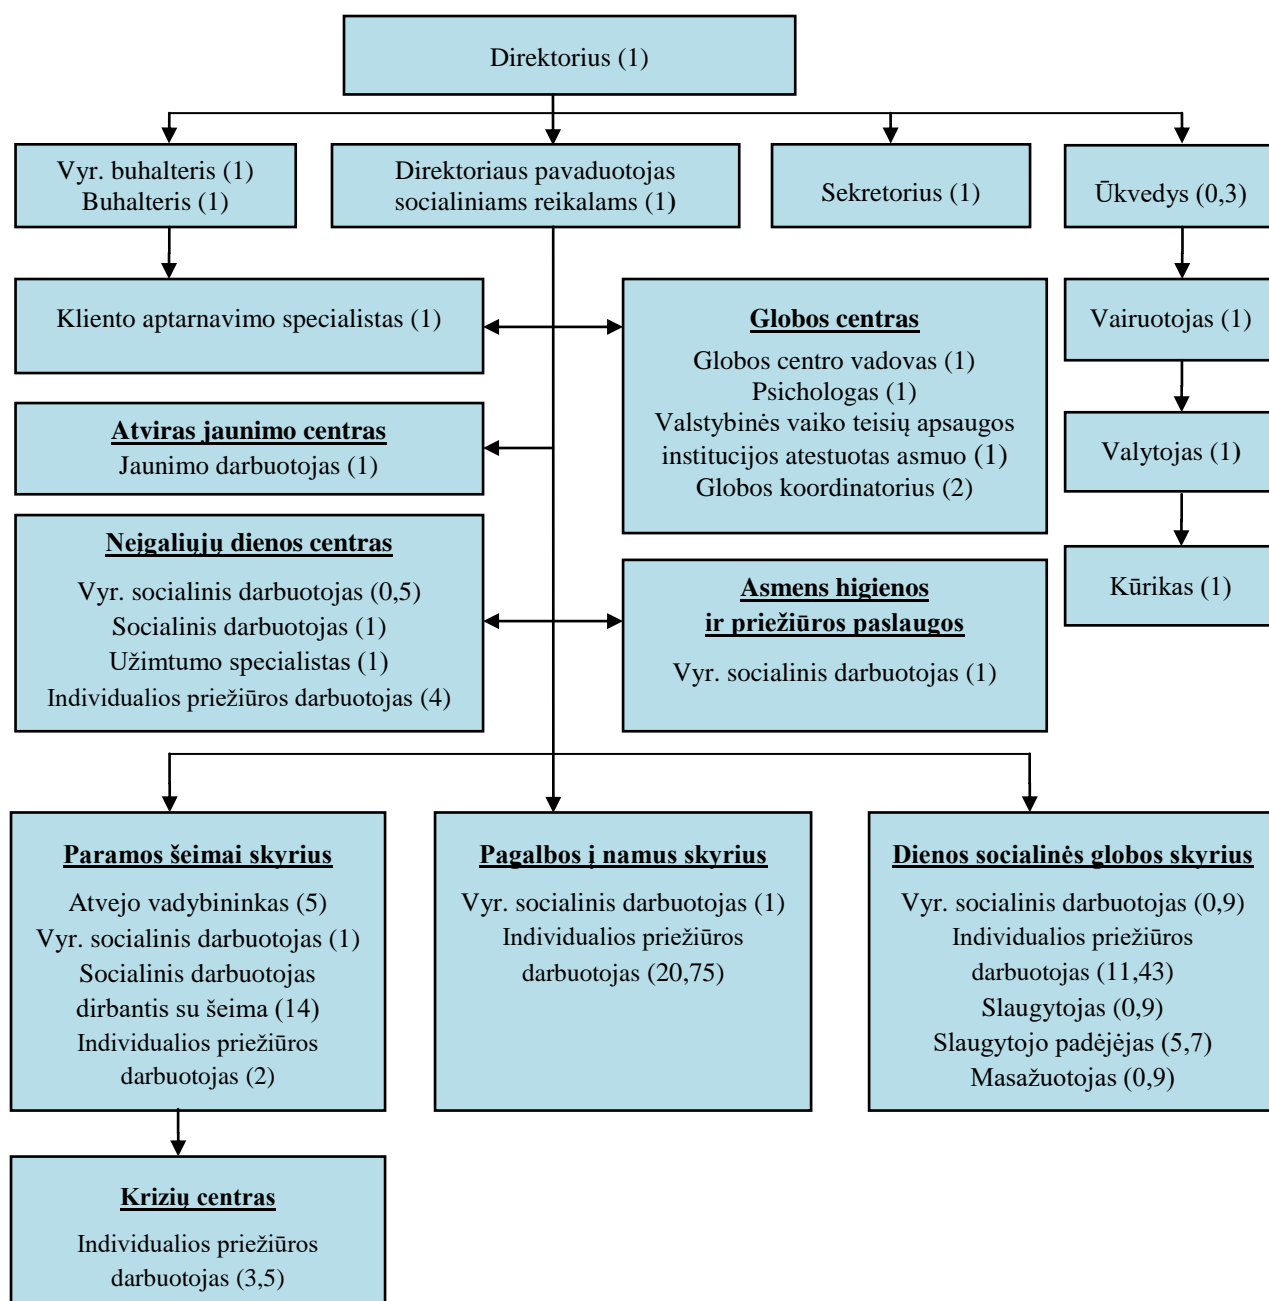 Direktorius (1)
Vyr. buhalteris (1)
Buhalteris (1)
Direktoriaus pavaduotojas
socialiniams reikalams (1)
Sekretorius (1)
Ūkvedys (0,3)
Kliento aptarnavimo specialistas (1)
Globos centras
Globos centro vadovas (1)
Psichologas (1)
Valstybinės vaiko teisių apsaugos
institucijos atestuotas asmuo (1)
Globos koordinatorius (2)
Vairuotojas (1)
Atviras jaunimo centras
Jaunimo darbuotojas (1)
Valytojas (1)
Neįgaliųjų dienos centras
Vyr. socialinis darbuotojas (0,5)
Socialinis darbuotojas (1)
Užimtumo specialistas (1)
Individualios priežiūros darbuotojas (4)
Asmens higienos
ir priežiūros paslaugos
Vyr. socialinis darbuotojas (1)
Kūrikas (1)
Paramos šeimai skyrius
Atvejo vadybininkas (5)
Vyr. socialinis darbuotojas (1)
Socialinis darbuotojas
dirbantis su šeima (14)
Individualios priežiūros
darbuotojas (2)
Pagalbos į namus skyrius
Vyr. socialinis darbuotojas (1)
Individualios priežiūros
darbuotojas (20,75)
Dienos socialinės globos skyrius
Vyr. socialinis darbuotojas (0,9)
Individualios priežiūros
darbuotojas (11,43)
Slaugytojas (0,9)
Slaugytojo padėjėjas (5,7)
Masažuotojas (0,9)
Krizių centras
Individualios priežiūros
darbuotojas (3,5)